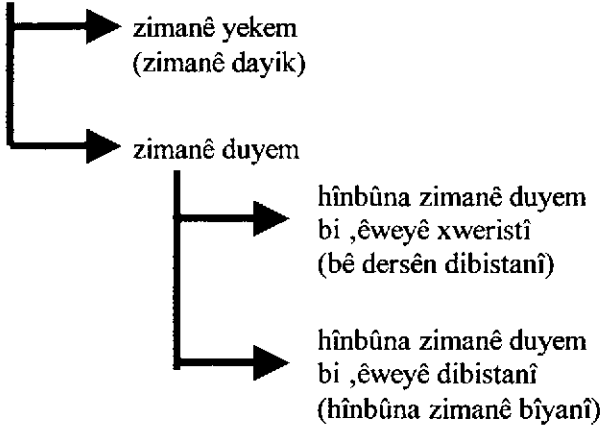 zimanê yekem
(zimanê dayik)
zimanê duyem
hînbûna zimanê duyem
bi ,êweyê xweristî
(bê dersên dibistanî)
hînbûna zimanê duyem
bi ,êweyê dibistanî
(hînbûna zimanê bîyanî)